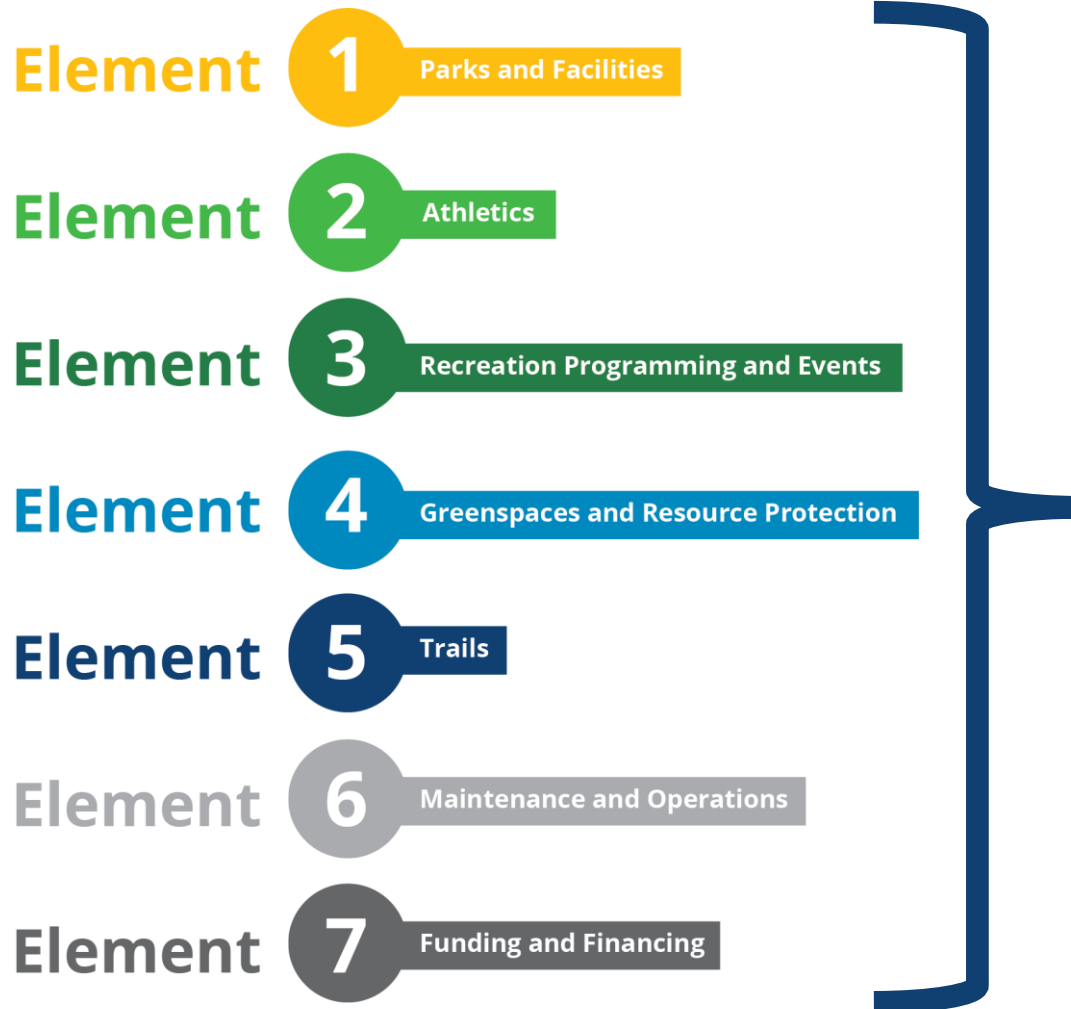 Element 1 Parks and Facilities
Element 2 Athletics
Element 3 Recreation Programming and Events
Element 4 Greenspaces and Resource Protection
Element 5 Trails
Element 6 Maintenance and Operations
Element 7 Funding and Financing